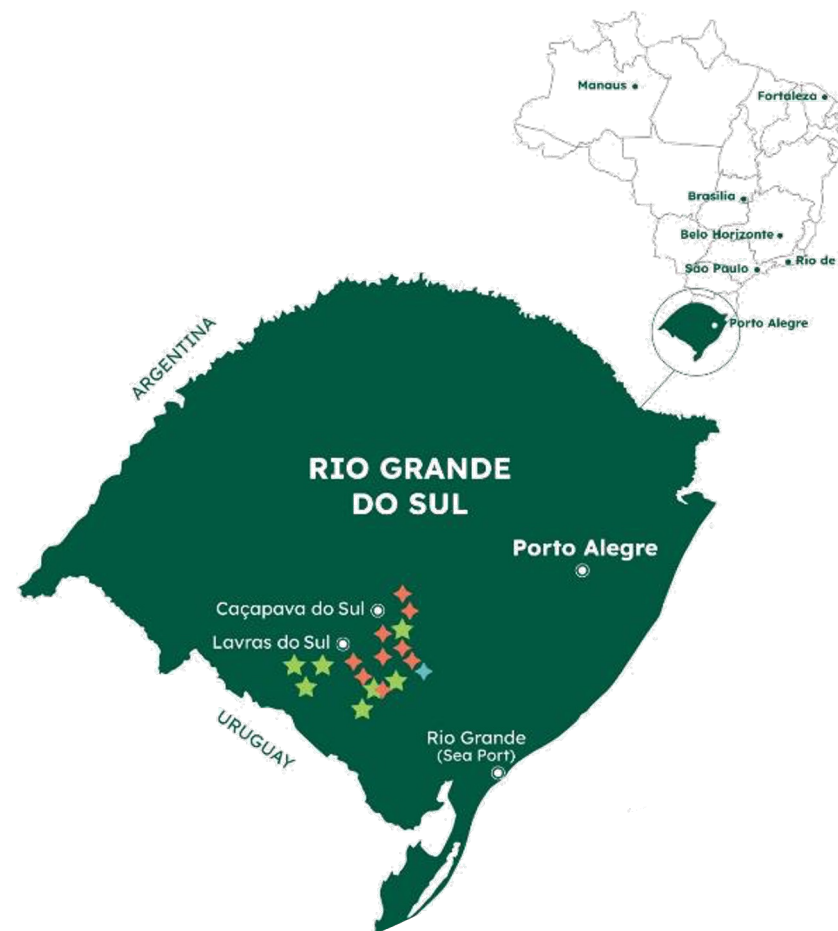 Manaus
Fortaleza
Brasilia
Belo Horizonte
São Paulo
Rio de
Porto Alegre
ARGENTINA
RIO GRANDE
DO SUL
Porto Alegre
Caçapava do Sul
Lavras do Sul
URUGUAY
Rio Grande
(Sea Port)